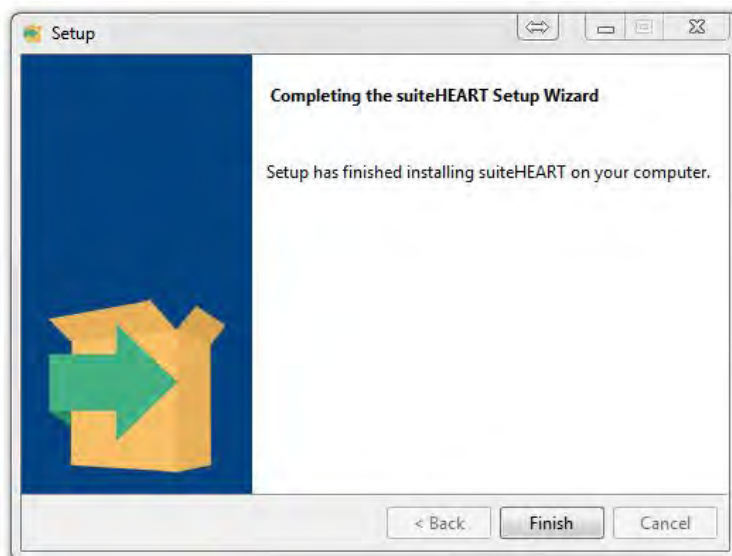 Setup
Completing the suiteHEART Setup Wizard
Setup has finished installing suiteHEART on your computer.
< Back
Finish
Cancel